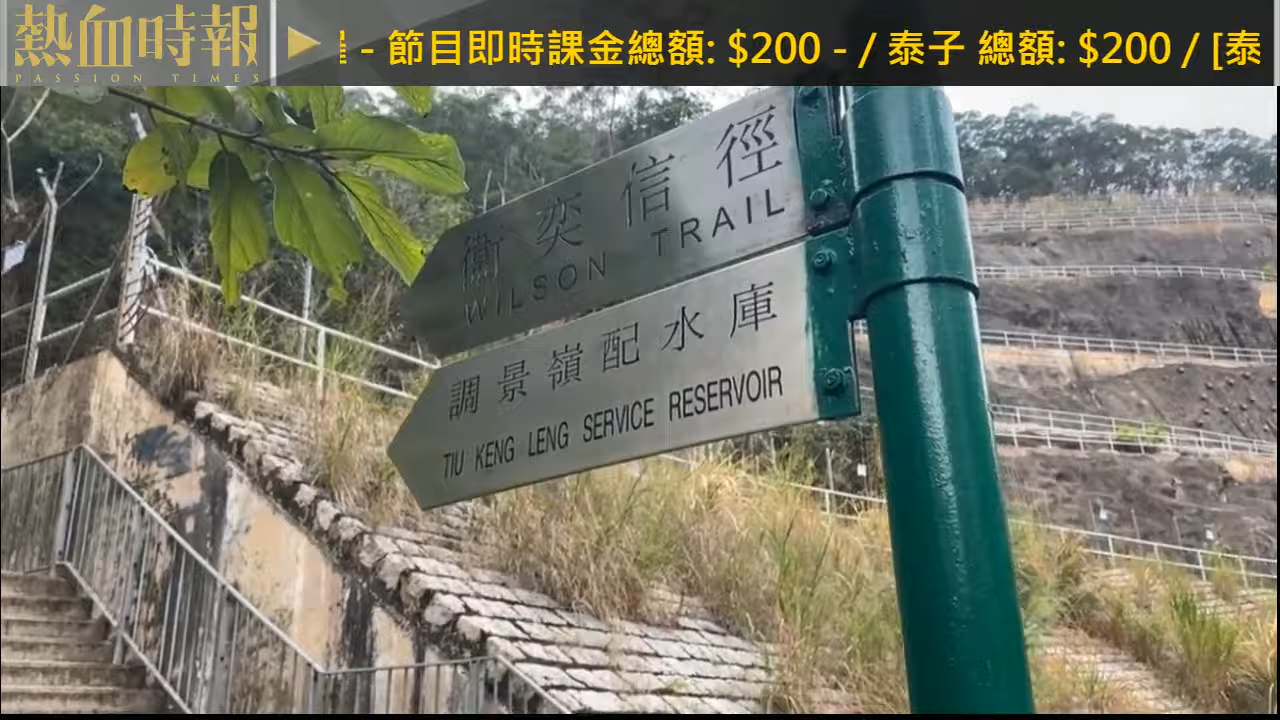 熱血時報
PASSION TIMES
- 節目即時課金總額: $200 - / 泰子 總額: $200 / [泰
衞奕信徑
WILSON TRAIL
調景嶺配水庫
TIU KENG LENG SERVICE RESERVOIR